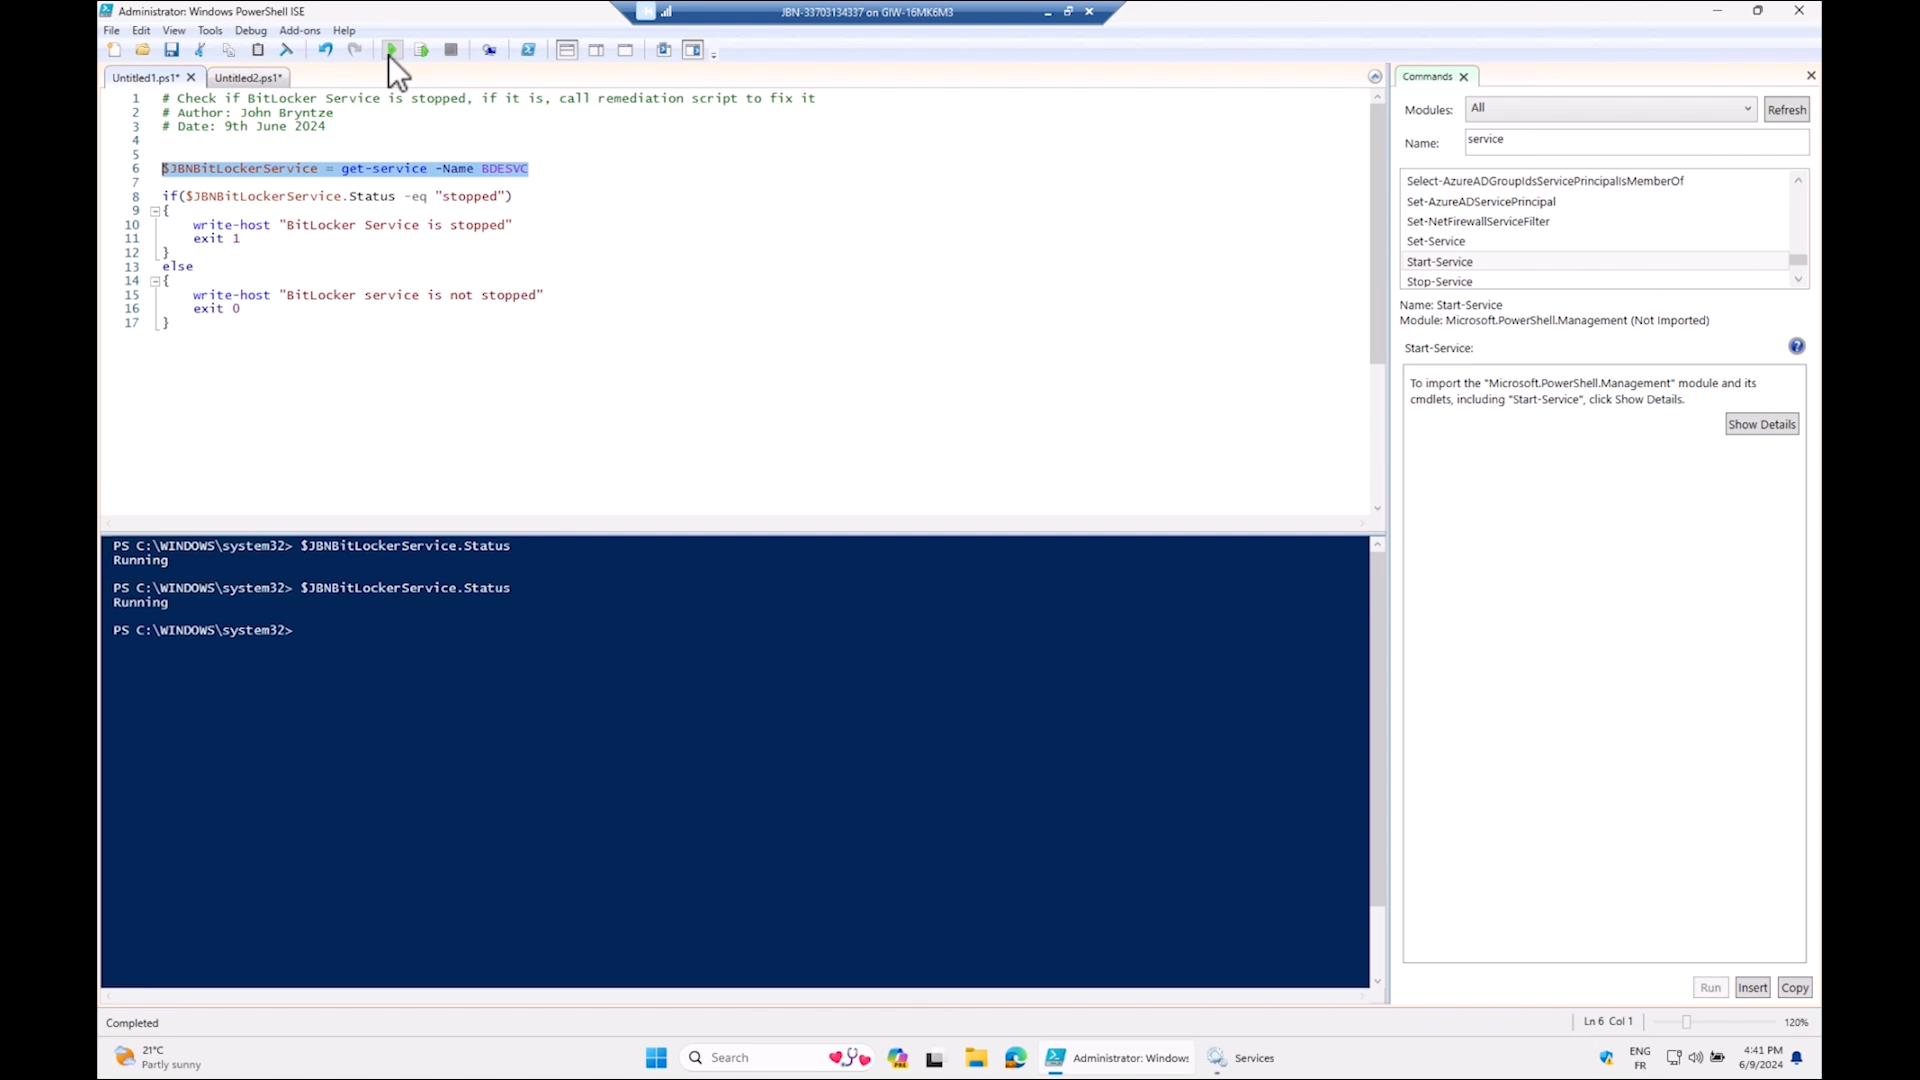 Administrator: Windows PowerShell ISE
JBN-33703134337 on GIW-16MK6M3
File Edit View Tools Debug Add-ons Help
Untitled1.ps1* Untitled2.ps1*
1 # Check if BitLocker Service is stopped, if it is, call remediation script to fix it
2 # Author: John Bryntze
3 # Date: 9th June 2024
4
5
6 $JBNBitLockerService = get-service -Name BDESVC
7
8 if($JBNBitLockerService.Status -eq "stopped")
9 {
10 write-host "BitLocker Service is stopped"
11 exit 1
12 }
13 else
14 {
15 write-host "BitLocker service is not stopped"
16 exit 0
17 }
PS C:\WINDOWS\system32> $JBNBitLockerService.Status
Running
PS C:\WINDOWS\system32> $JBNBitLockerService.Status
Running
PS C:\WINDOWS\system32>
Commands
Modules: All Refresh
Name: service
Select-AzureADGroupIdsServicePrincipalIsMemberOf
Set-AzureADServicePrincipal
Set-NetFirewallServiceFilter
Set-Service
Start-Service
Stop-Service
Name: Start-Service
Module: Microsoft.PowerShell.Management (Not Imported)
Start-Service:
To import the "Microsoft.PowerShell.Management" module and its
cmdlets, including "Start-Service", click Show Details.
Show Details
Run Insert Copy
Completed
Ln 6 Col 1
120%
21°C
Partly sunny
Search
Administrator: Windows
Services
ENG
FR
4:41 PM
6/9/2024